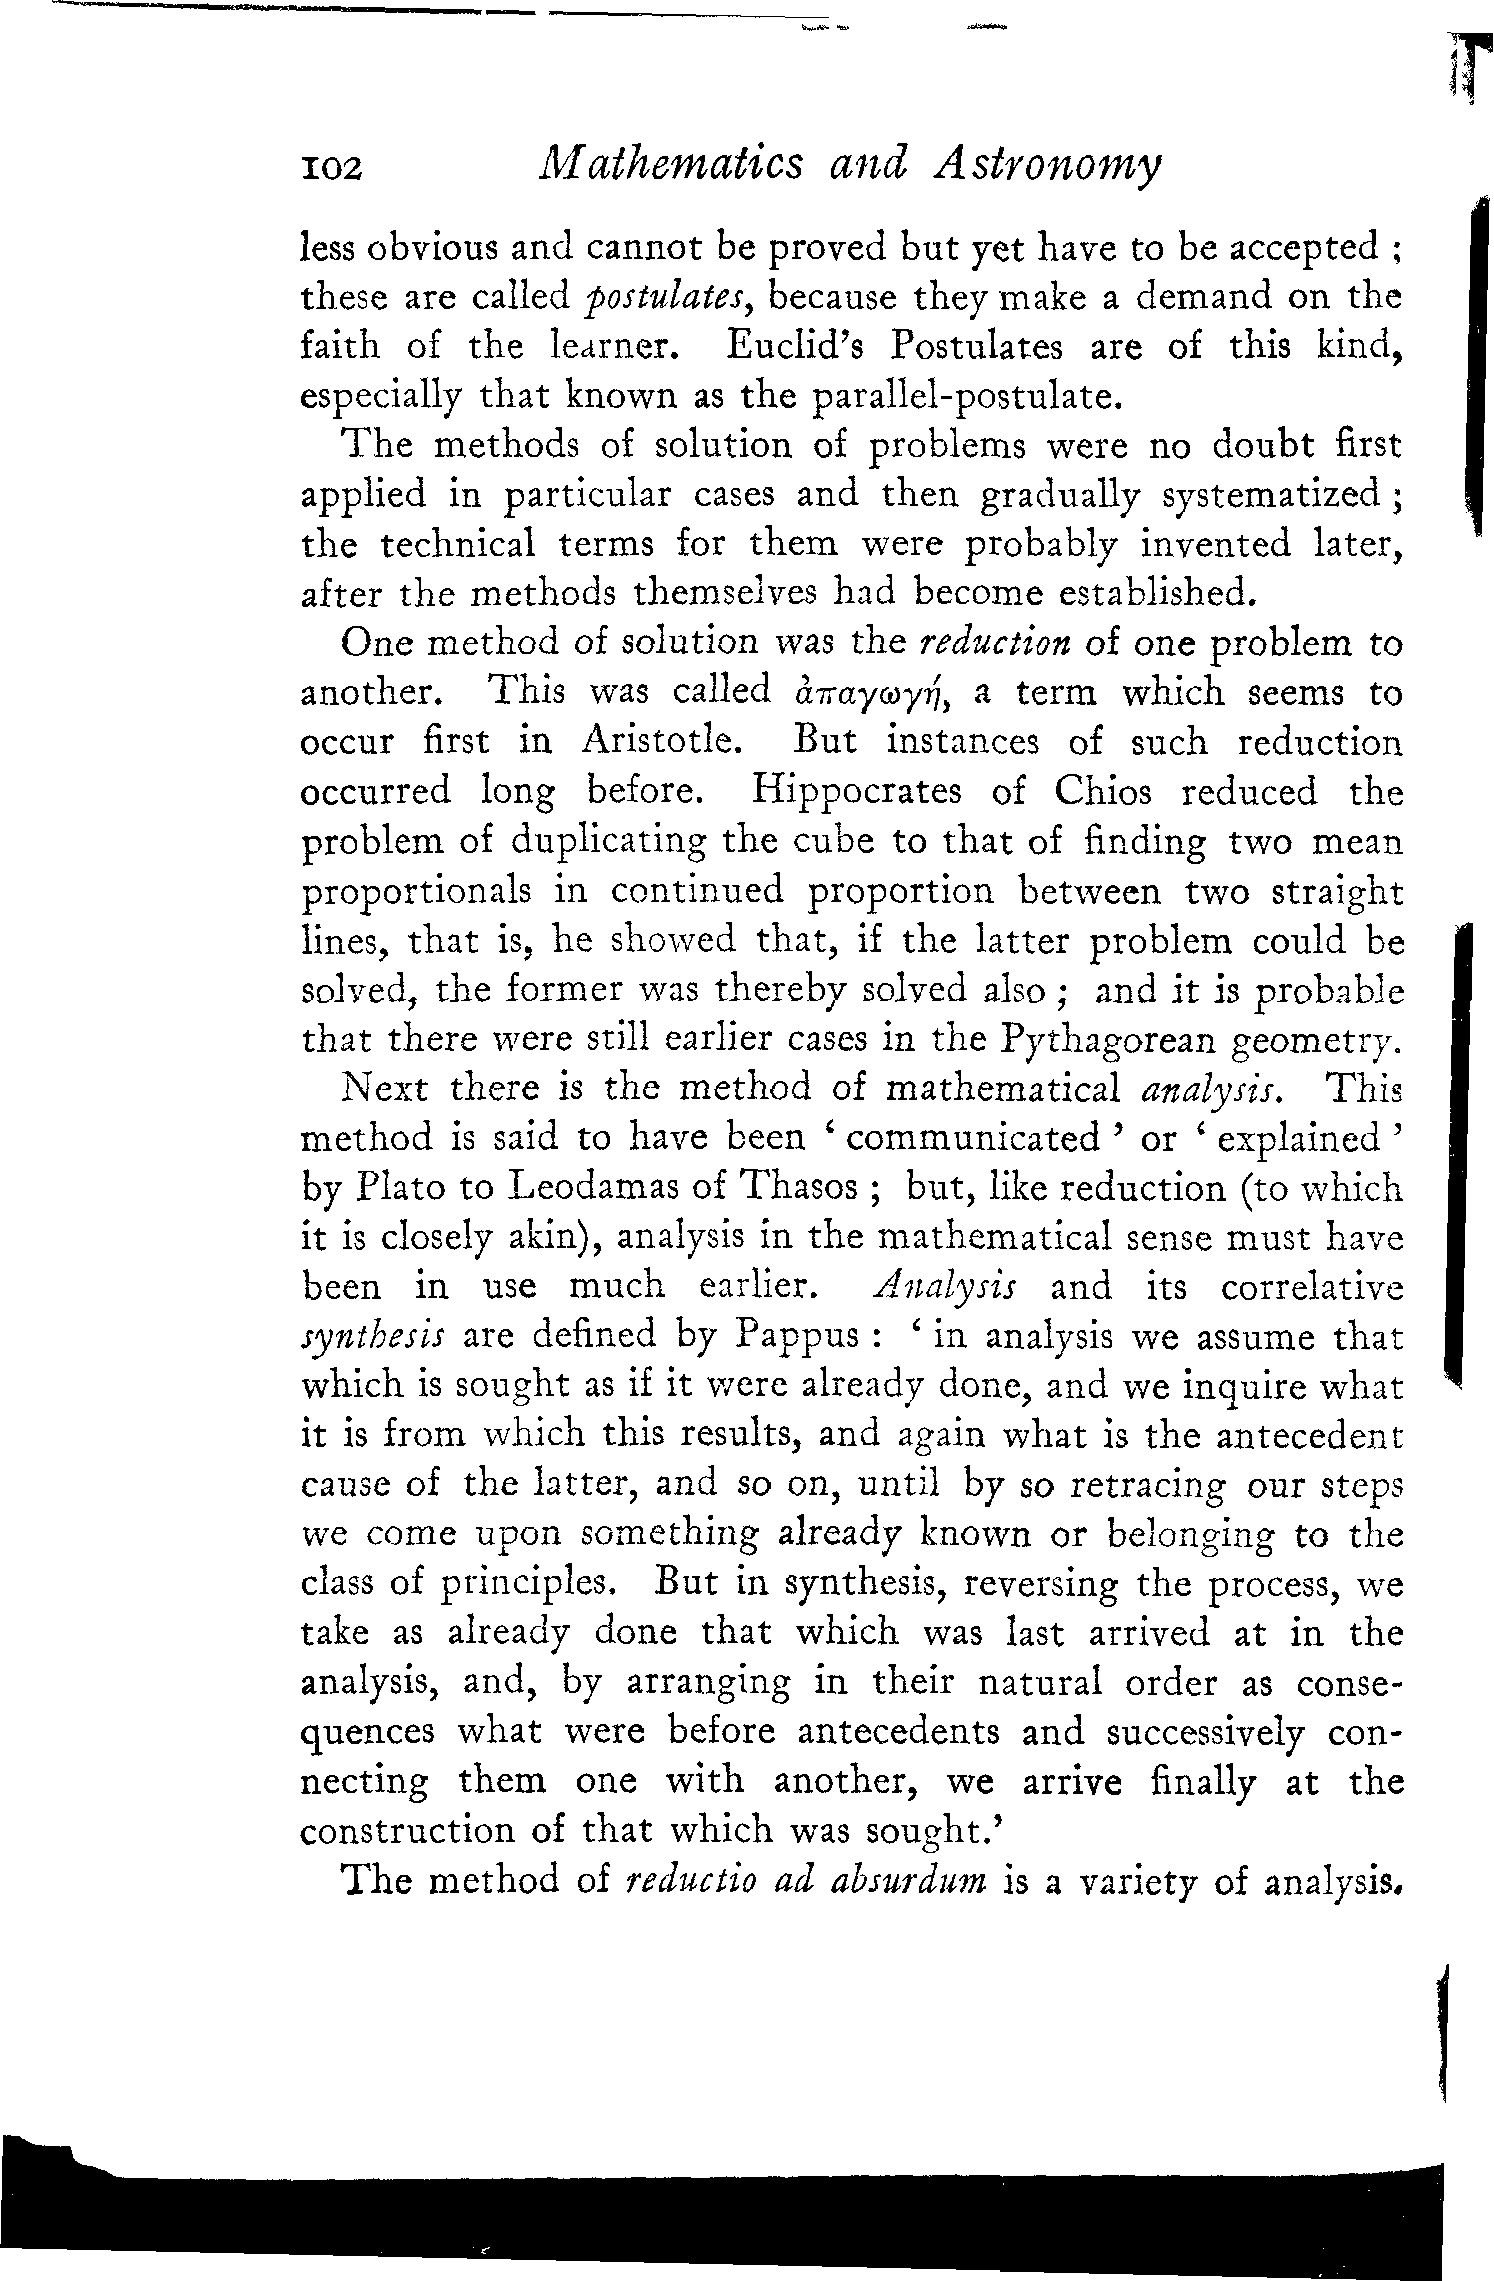 102 Mathematics and Astronomy
less obvious and cannot be proved but yet have to be accepted ;
these are called postulates, because they make a demand on the
faith of the learner. Euclid's Postulates are of this kind,
especially that known as the parallel-postulate.
The methods of solution of problems were no doubt first
applied in particular cases and then gradually systematized ;
the technical terms for them were probably invented later,
after the methods themselves had become established.
One method of solution was the reduction of one problem to
another. This was called ἀπαγωγή, a term which seems to
occur first in Aristotle. But instances of such reduction
occurred long before. Hippocrates of Chios reduced the
problem of duplicating the cube to that of finding two mean
proportionals in continued proportion between two straight
lines, that is, he showed that, if the latter problem could be
solved, the former was thereby solved also ; and it is probable
that there were still earlier cases in the Pythagorean geometry.
Next there is the method of mathematical analysis. This
method is said to have been ‘ communicated ’ or ‘ explained ’
by Plato to Leodamas of Thasos ; but, like reduction (to which
it is closely akin), analysis in the mathematical sense must have
been in use much earlier. Analysis and its correlative
synthesis are defined by Pappus : ‘ in analysis we assume that
which is sought as if it were already done, and we inquire what
it is from which this results, and again what is the antecedent
cause of the latter, and so on, until by so retracing our steps
we come upon something already known or belonging to the
class of principles. But in synthesis, reversing the process, we
take as already done that which was last arrived at in the
analysis, and, by arranging in their natural order as conse-
quences what were before antecedents and successively con-
necting them one with another, we arrive finally at the
construction of that which was sought.’
The method of reductio ad absurdum is a variety of analysis.